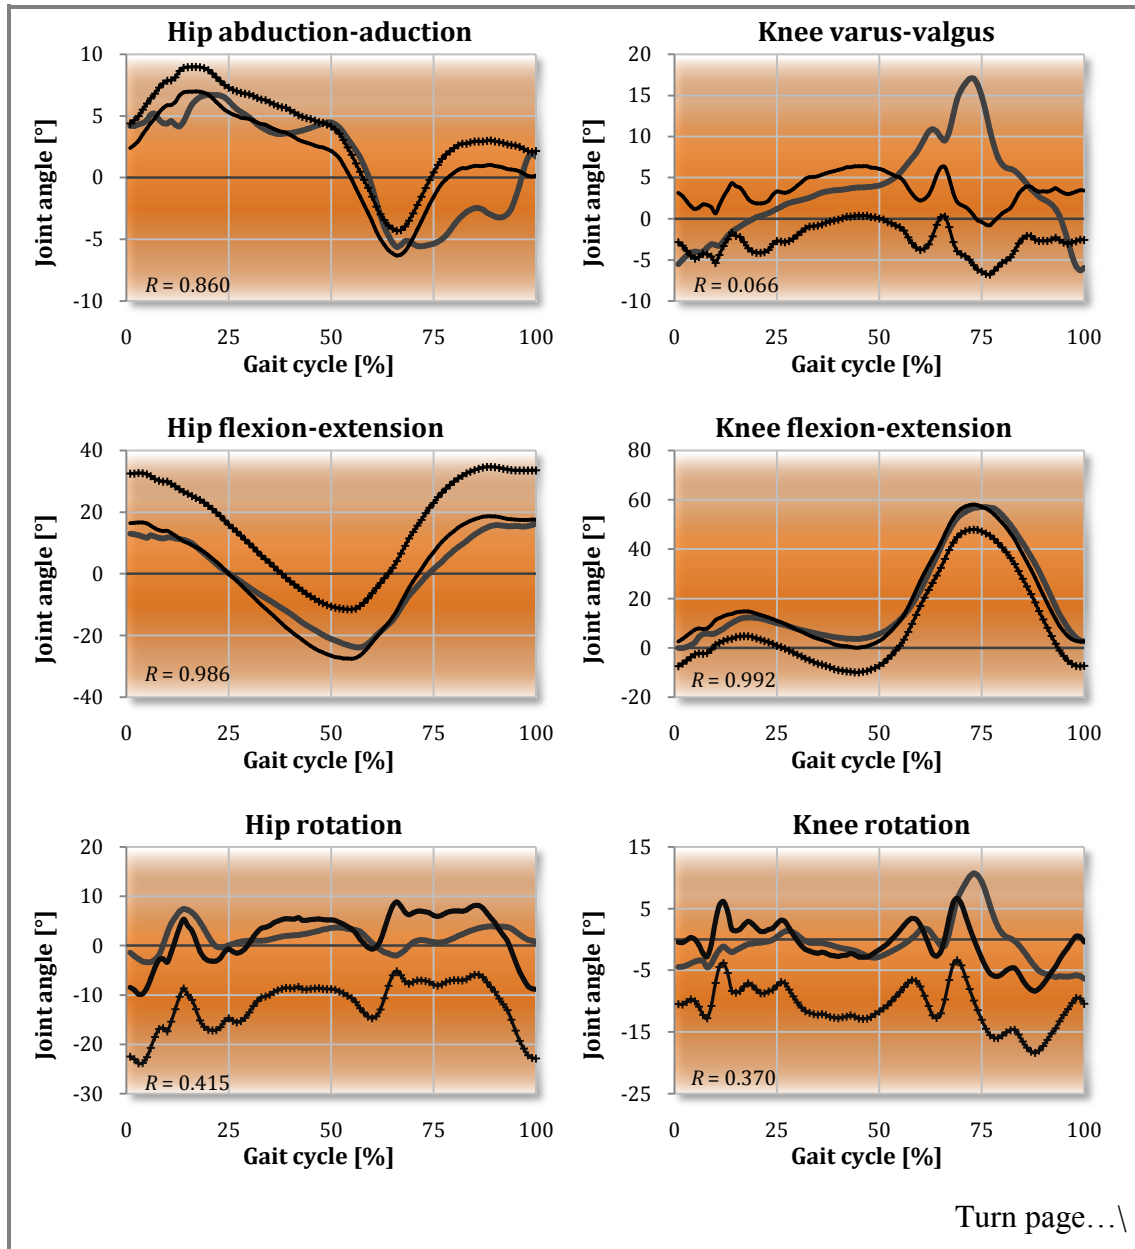 Hip abduction-aduction
10
5
0
-5
-10
Joint angle [°]
R = 0.860
0 25 50 75 100
Gait cycle [%]
Knee varus-valgus
20
15
10
5
0
-5
-10
Joint angle [°]
R = 0.066
0 25 50 75 100
Gait cycle [%]
Hip flexion-extension
40
20
0
-20
-40
Joint angle [°]
R = 0.986
0 25 50 75 100
Gait cycle [%]
Knee flexion-extension
80
60
40
20
0
-20
Joint angle [°]
R = 0.992
0 25 50 75 100
Gait cycle [%]
Hip rotation
20
10
0
-10
-20
-30
Joint angle [°]
R = 0.415
0 25 50 75 100
Gait cycle [%]
Knee rotation
15
5
-5
-15
-25
Joint angle [°]
R = 0.370
0 25 50 75 100
Gait cycle [%]
Turn page…\